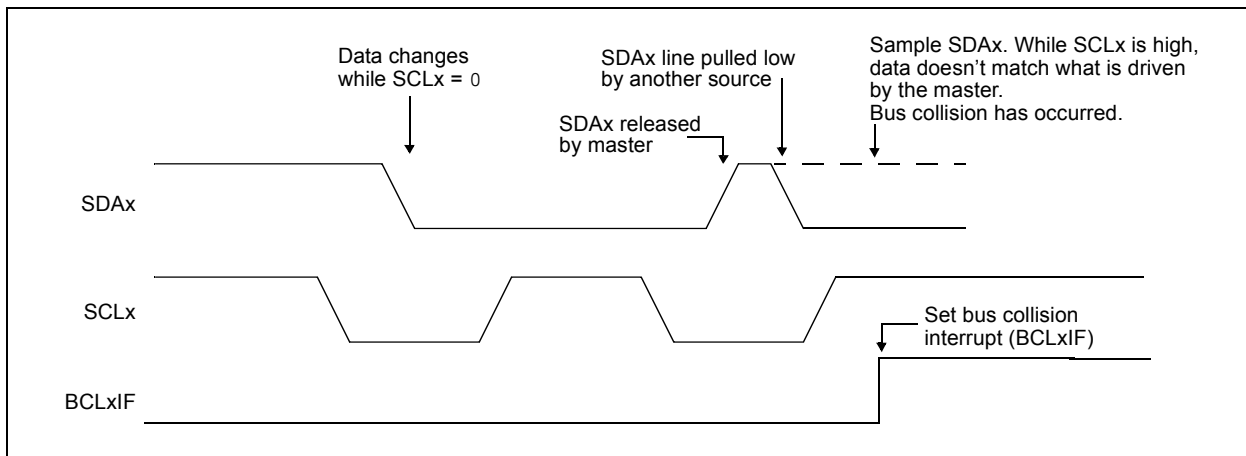 Data changes
while SCLx = 0
SDAx line pulled low
by another source
Sample SDAx. While SCLx is high,
data doesn’t match what is driven
by the master.
Bus collision has occurred.
SDAx released
by master
SDAx
SCLx
Set bus collision
interrupt (BCLxIF)
BCLxIF